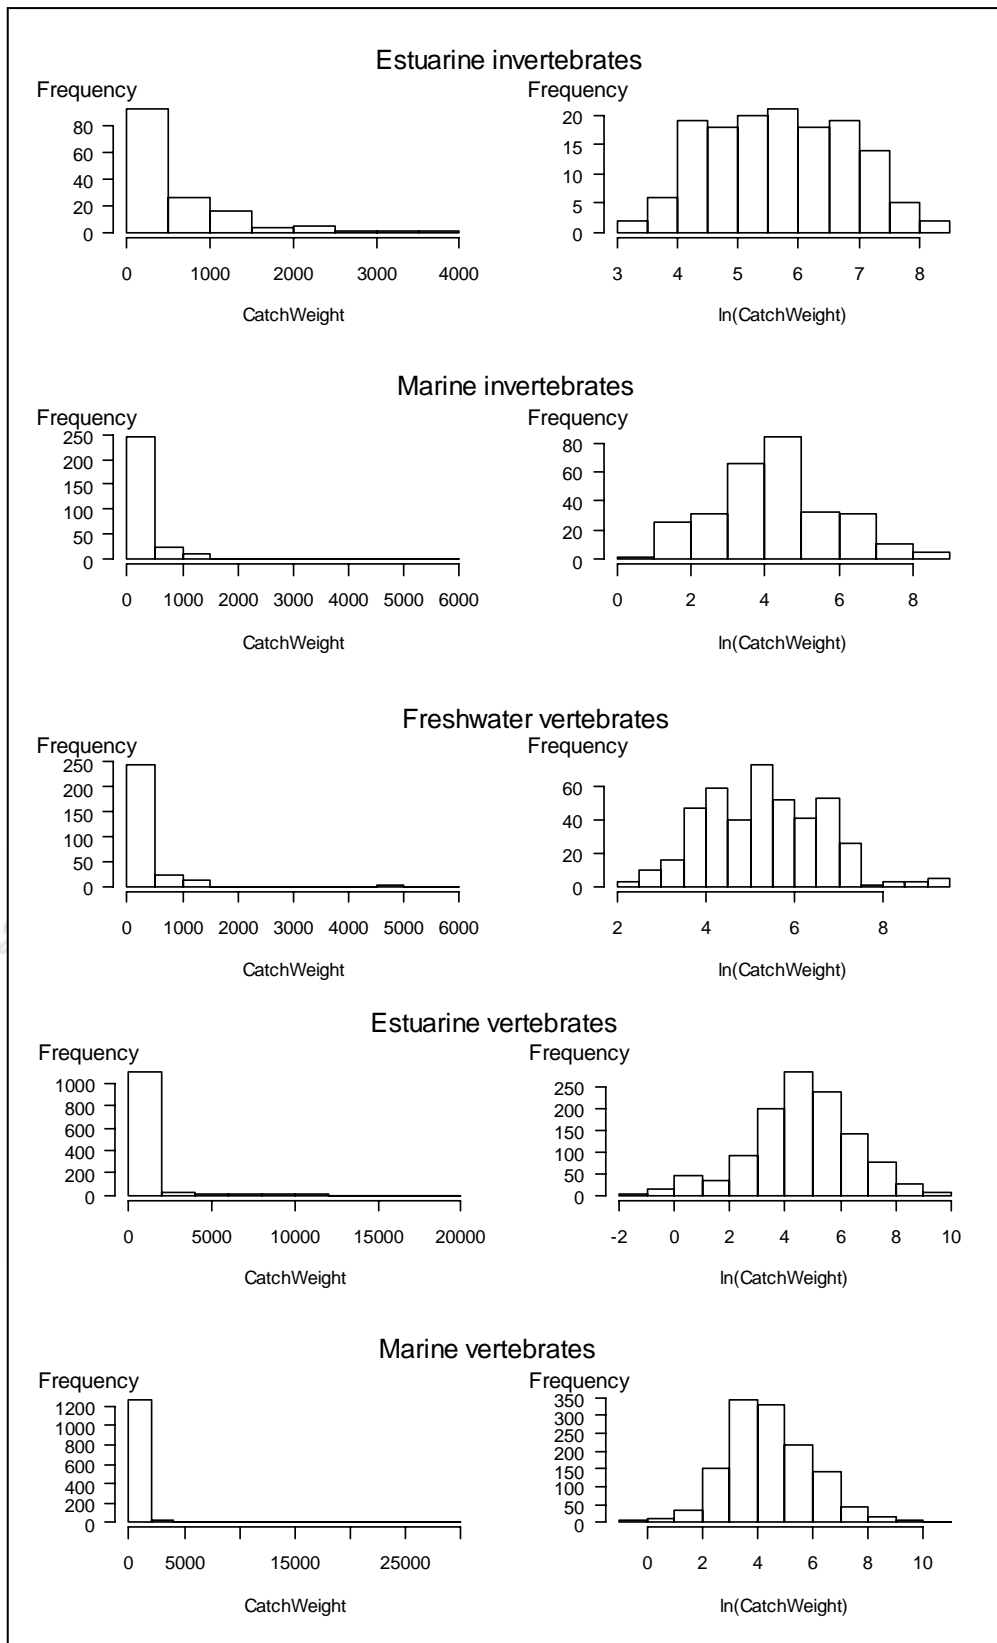 Estuarine invertebrates
Frequency Frequency
80 60 40 20 0
0 1000 2000 3000 4000
CatchWeight
20 15 10 5 0
3 4 5 6 7 8
ln(CatchWeight)
Marine invertebrates
Frequency Frequency
250 200 150 100 50 0
0 1000 2000 3000 4000 5000 6000
CatchWeight
80 60 40 20 0
0 2 4 6 8
ln(CatchWeight)
Freshwater vertebrates
Frequency Frequency
250 200 150 100 50 0
0 1000 2000 3000 4000 5000 6000
CatchWeight
60 40 20 0
2 4 6 8
ln(CatchWeight)
Estuarine vertebrates
Frequency Frequency
1000 800 600 400 200 0
0 5000 10000 15000 20000
CatchWeight
250 200 150 100 50 0
-2 0 2 4 6 8 10
ln(CatchWeight)
Marine vertebrates
Frequency Frequency
1200 1000 800 600 400 200 0
0 5000 15000 25000
CatchWeight
350 300 250 200 150 100 50 0
0 2 4 6 8 10
ln(CatchWeight)